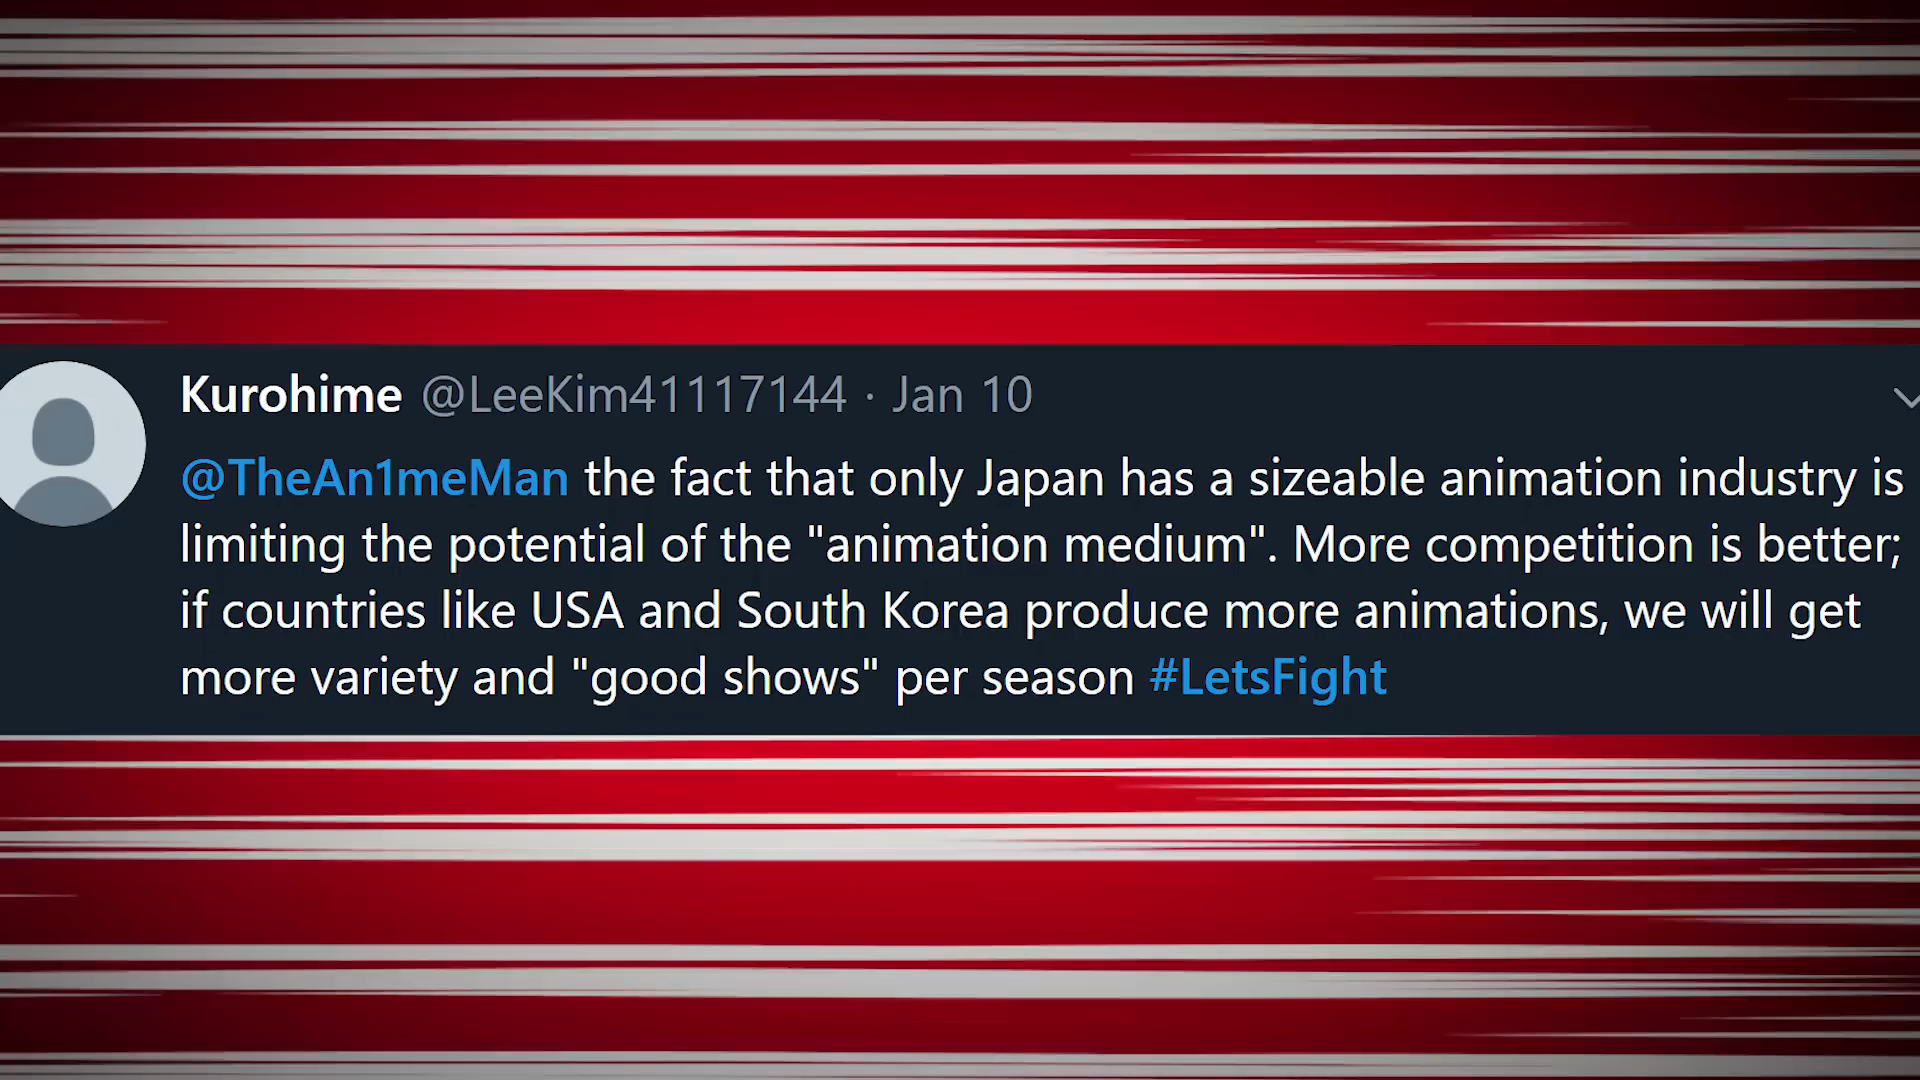 Kurohime @LeeKim41117144 · Jan 10
@TheAn1meMan the fact that only Japan has a sizeable animation industry is
limiting the potential of the "animation medium". More competition is better;
if countries like USA and South Korea produce more animations, we will get
more variety and "good shows" per season #LetsFight